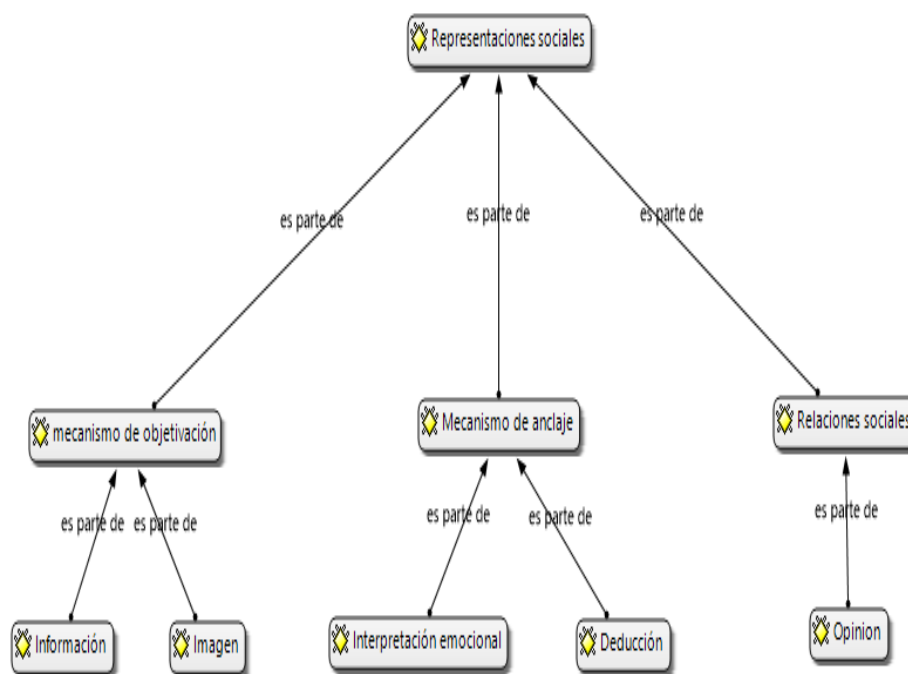 Representaciones sociales
es parte de
es parte de
es parte de
mecanismo de objetivación
Mecanismo de anclaje
Relaciones sociales
es parte de
es parte de
es parte de
es parte de
es parte de
Información
Imagen
Interpretación emocional
Deducción
Opinion